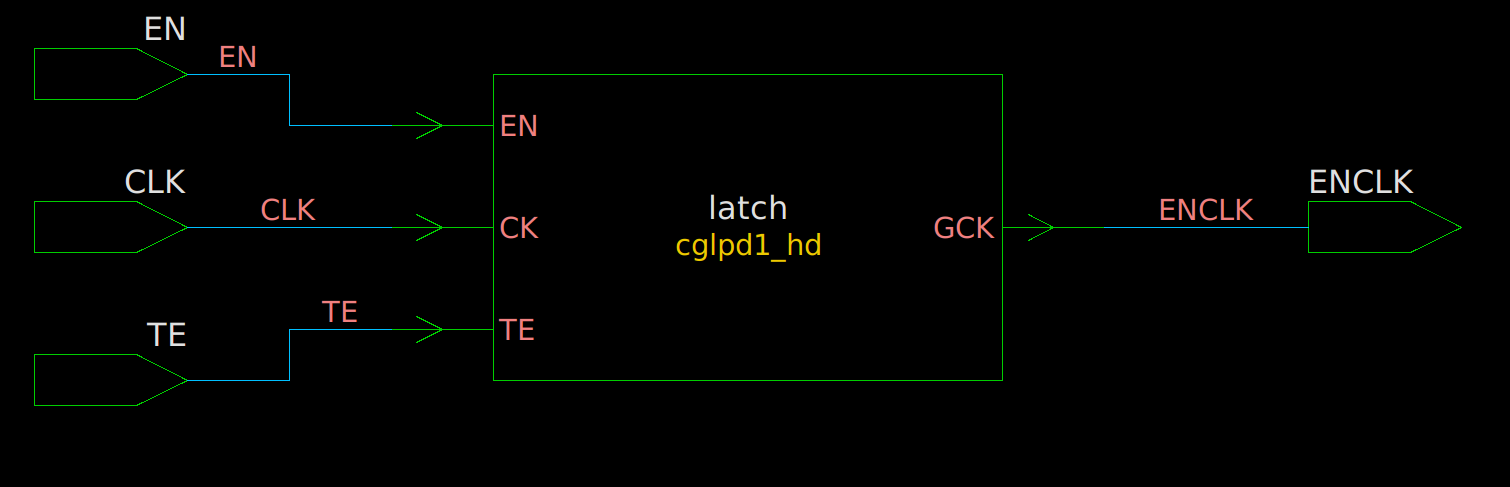 EN
EN
EN
CLK
CLK
CK
latch
cglpd1_hd
GCK
ENCLK
ENCLK
TE
TE
TE